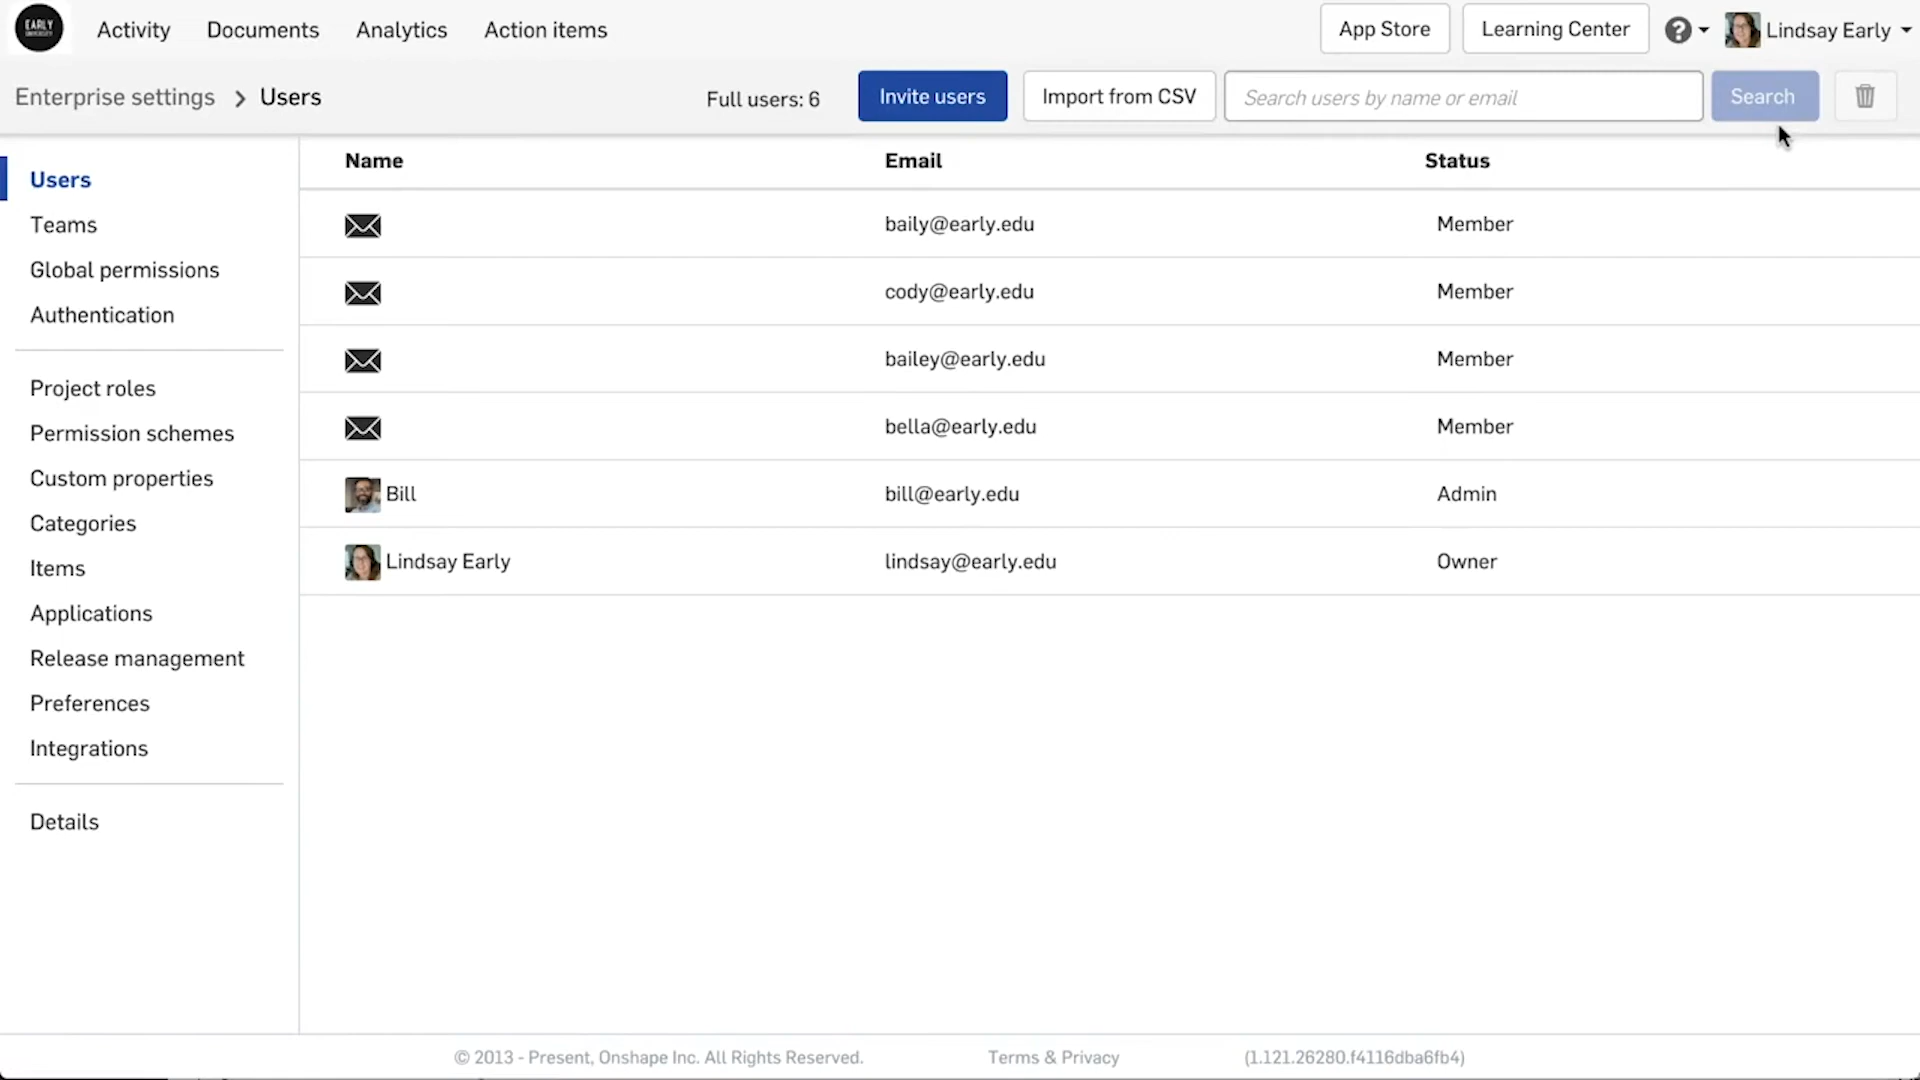 EARLY
UNIVERSITY
Activity Documents Analytics Action items App Store Learning Center ? Lindsay Early
Enterprise settings > Users Full users: 6 Invite users Import from CSV Search users by name or email Search
Users
Teams
Global permissions
Authentication
Project roles
Permission schemes
Custom properties
Categories
Items
Applications
Release management
Preferences
Integrations
Details
Name Email Status
baily@early.edu Member
cody@early.edu Member
bailey@early.edu Member
bella@early.edu Member
Bill bill@early.edu Admin
Lindsay Early lindsay@early.edu Owner
© 2013 - Present, Onshape Inc. All Rights Reserved. Terms & Privacy (1.121.26280.f4116dba6fb4)